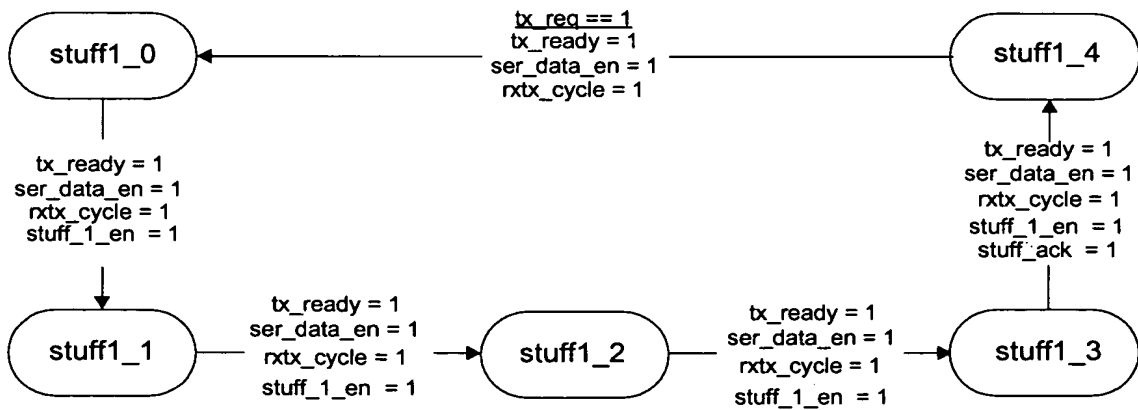 stuff1_0
tx_req == 1
tx_ready = 1
ser_data_en = 1
rxtx_cycle = 1
stuff1_4
tx_ready = 1
ser_data_en = 1
rxtx_cycle = 1
stuff_1_en = 1
tx_ready = 1
ser_data_en = 1
rxtx_cycle = 1
stuff_1_en = 1
stuff_ack = 1
stuff1_1
tx_ready = 1
ser_data_en = 1
rxtx_cycle = 1
stuff_1_en = 1
stuff1_2
tx_ready = 1
ser_data_en = 1
rxtx_cycle = 1
stuff_1_en = 1
stuff1_3